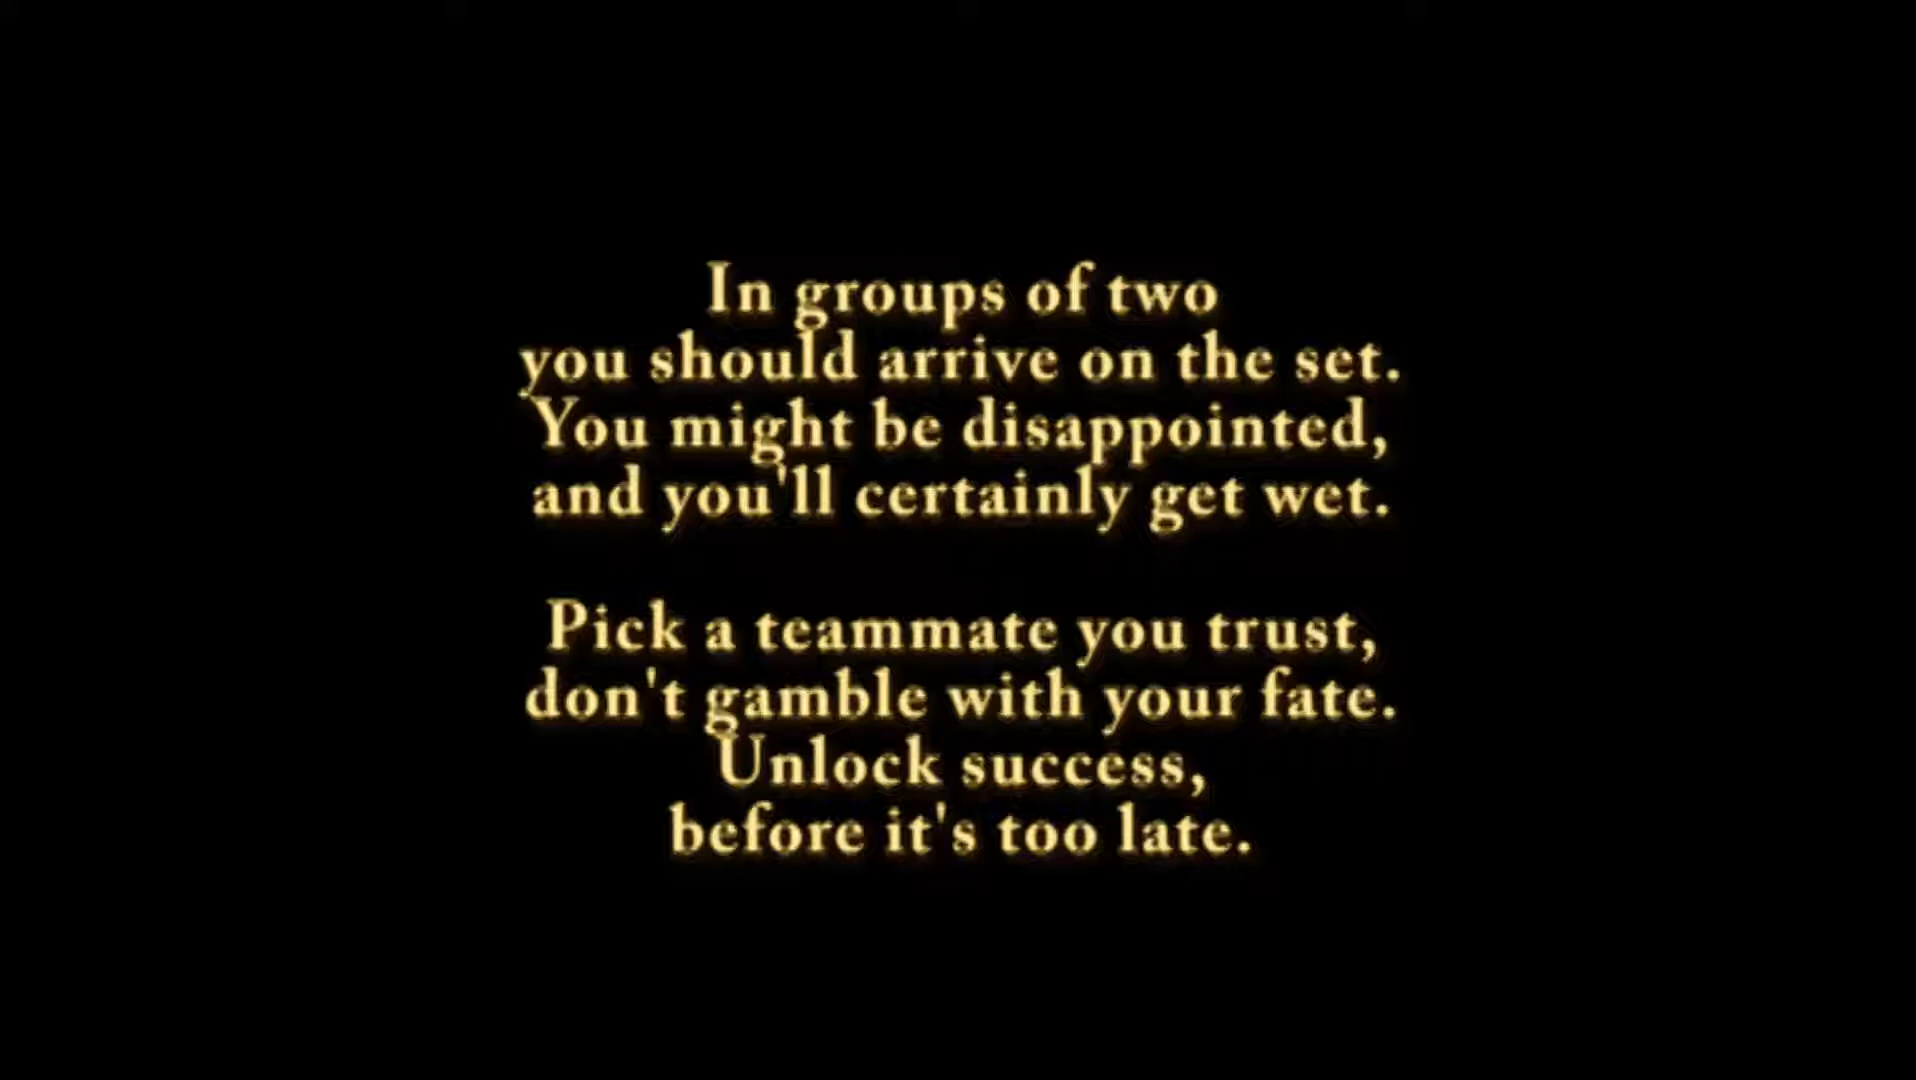 In groups of two
you should arrive on the set.
You might be disappointed,
and you'll certainly get wet.
Pick a teammate you trust,
don't gamble with your fate.
Unlock success,
before it's too late.